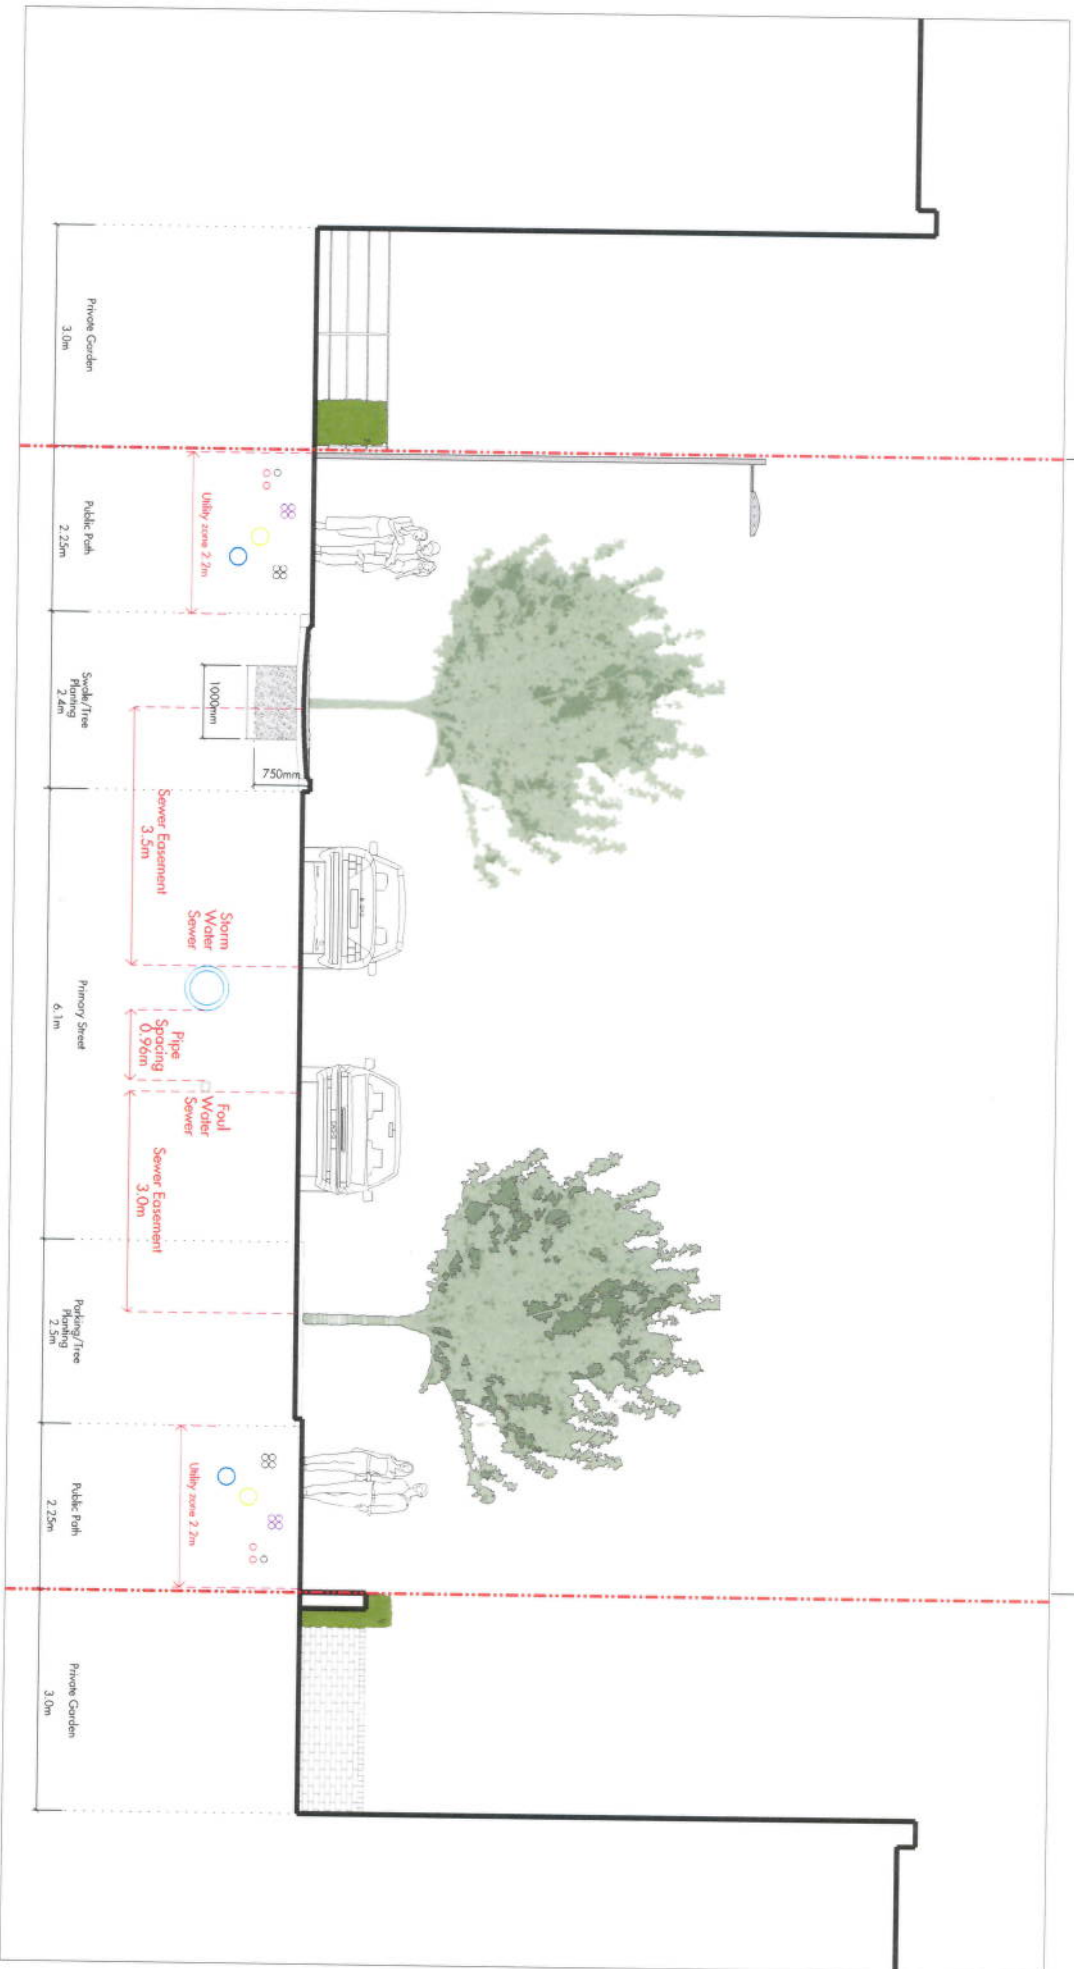 Private Garden
3.0m
Public Path
2.25m
Swale/Tree
Planting
2.4m
Primary Street
6.1m
Parking/Tree
Planting
2.5m
Public Path
2.25m
Private Garden
3.0m
Utility zone 2.2m
1000mm
750mm
Sewer Easement
3.5m
Storm
Water
Sewer
Pipe
Spacing
0.96m
Foul
Water
Sewer
Sewer Easement
3.0m
Utility zone 2.2m